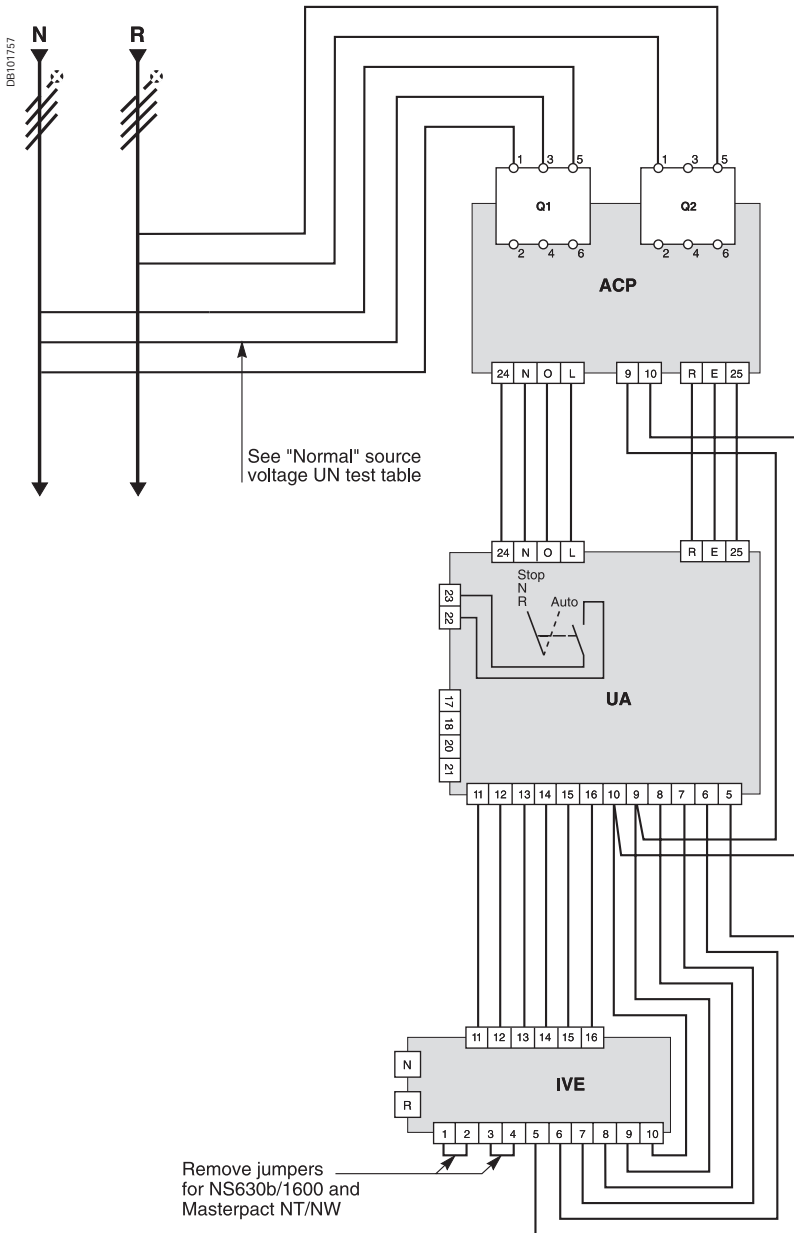 DB101757
N R
1 3 5 1 3 5
Q1 Q2
2 4 6 2 4 6
ACP
24 N O L 9 10 R E 25
See "Normal" source
voltage UN test table
24 N O L R E 25
Stop
N
R Auto
23
22
UA
17
18
20
21
11 12 13 14 15 16 10 9 8 7 6 5
11 12 13 14 15 16
N
IVE
R
1 2 3 4 5 6 7 8 9 10
Remove jumpers
for NS630b/1600 and
Masterpact NT/NW